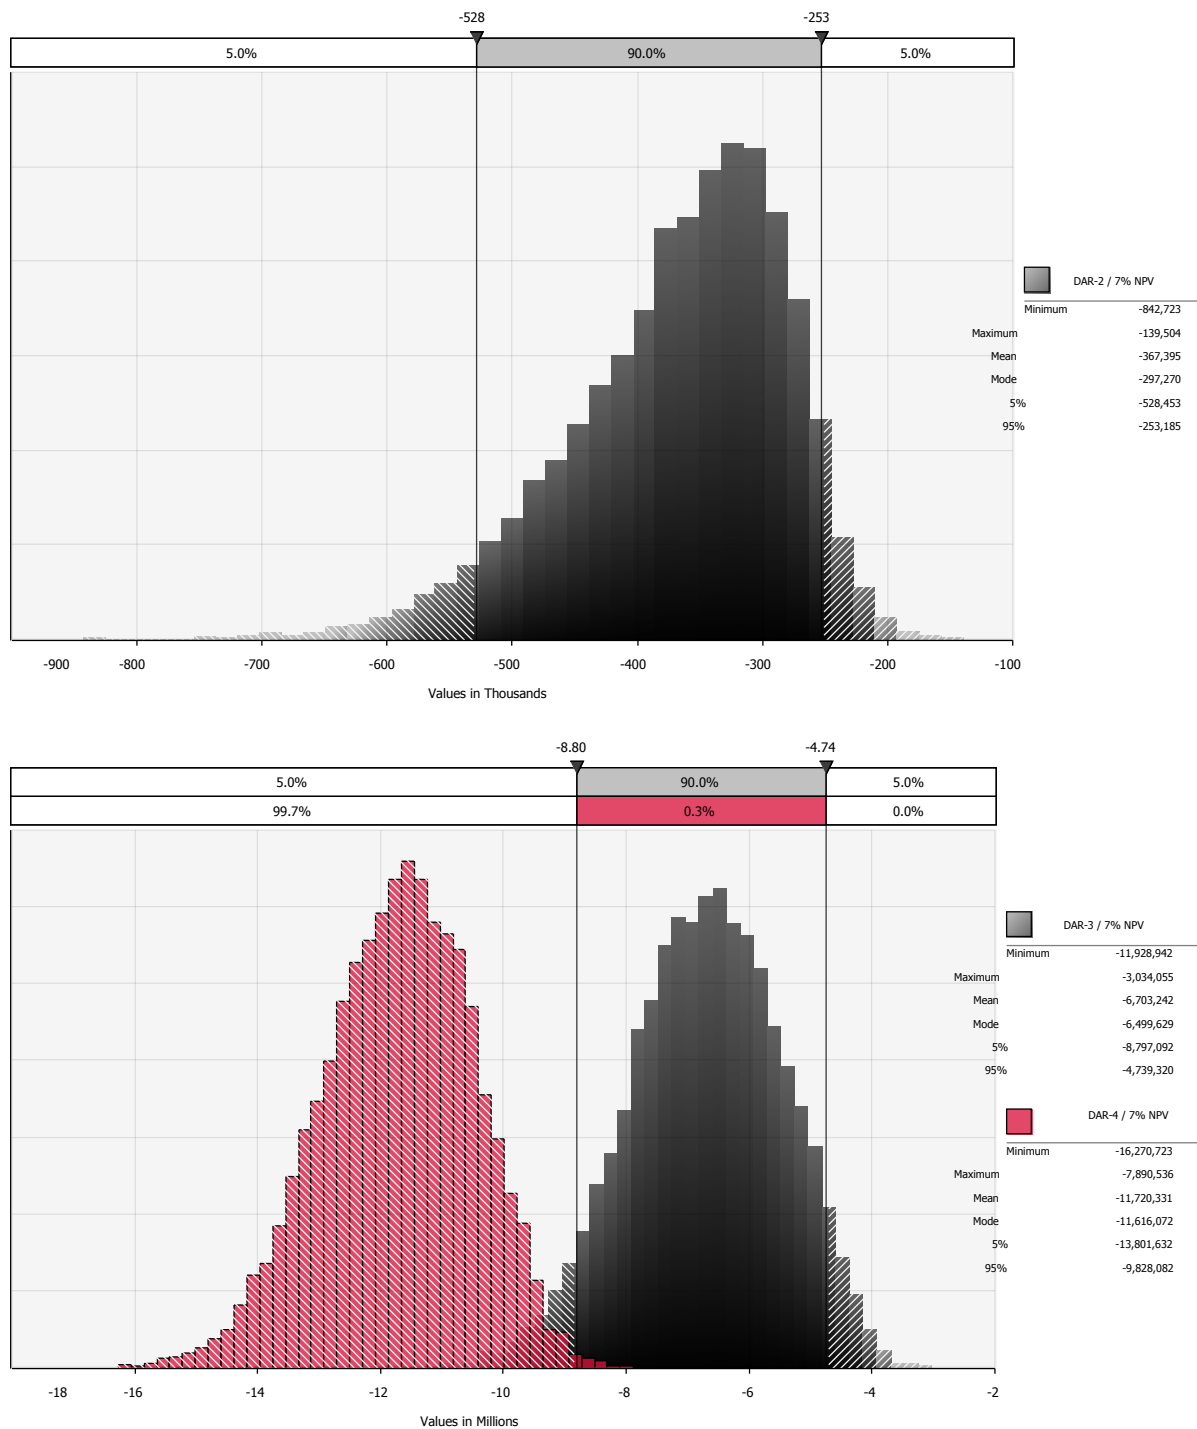 -528 -253
5.0% 90.0% 5.0%
DAR-2 / 7% NPV
Minimum -842,723
Maximum -139,504
Mean -367,395
Mode -297,270
5% -528,453
95% -253,185
-900 -800 -700 -600 -500 -400 -300 -200 -100
Values in Thousands
-8.80 -4.74
5.0% 90.0% 5.0%
99.7% 0.3% 0.0%
DAR-3 / 7% NPV
Minimum -11,928,942
Maximum -3,034,055
Mean -6,703,242
Mode -6,499,629
5% -8,797,092
95% -4,739,320
DAR-4 / 7% NPV
Minimum -16,270,723
Maximum -7,890,536
Mean -11,720,331
Mode -11,616,072
5% -13,801,632
95% -9,828,082
-18 -16 -14 -12 -10 -8 -6 -4 -2
Values in Millions